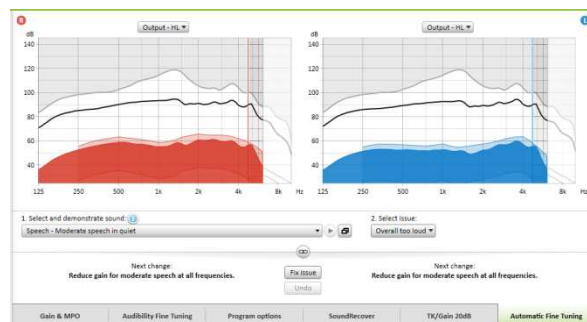 R
L
dB
Output - HL
dB
Output - HL
140
120
100
80
60
40
125 250 500 1k 2k 4k 8k Hz
140
120
100
80
60
40
125 250 500 1k 2k 4k 8k Hz
1. Select and demonstrate sound:
2. Select issue:
Speech - Moderate speech in quiet
Overall too loud
Next change:
Reduce gain for moderate speech at all frequencies.
Fix issue
Undo
Next change:
Reduce gain for moderate speech at all frequencies.
Gain & MPO Audibility Fine Tuning Program options SoundRecover TK/Gain 20dB Automatic Fine Tuning